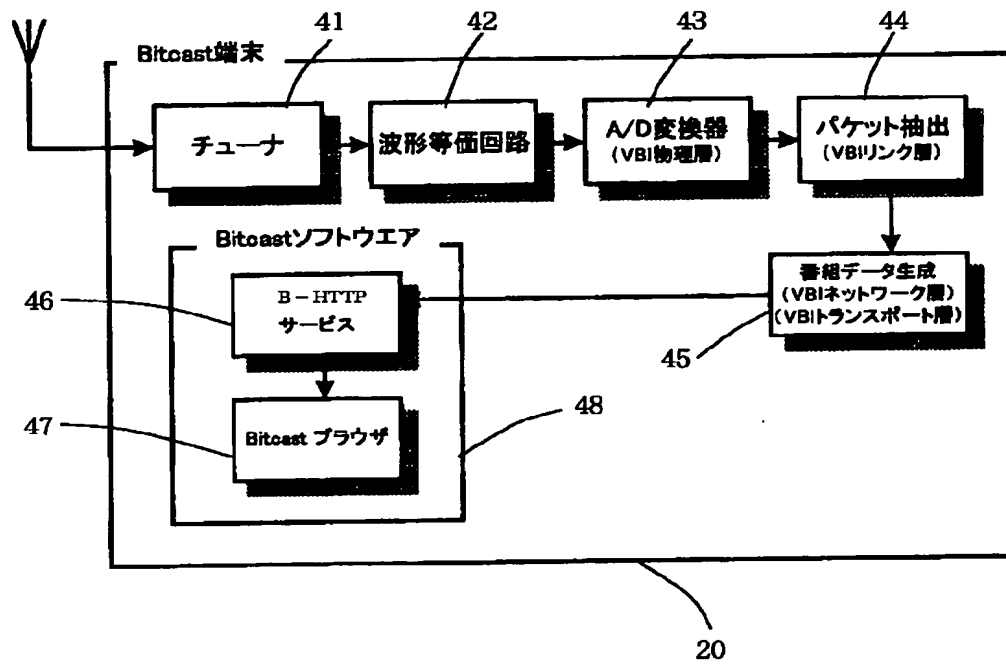 41
42
43
44
Bitcast端末
チューナ
波形等価回路
A/D変換器
(VBI物理層)
パケット抽出
(VBIリンク層)
Bitcastソフトウエア
番組データ生成
(VBIネットワーク層)
(VBIトランスポート層)
46
B－HTTP
サービス
45
47
Bitcast ブラウザ
48
20